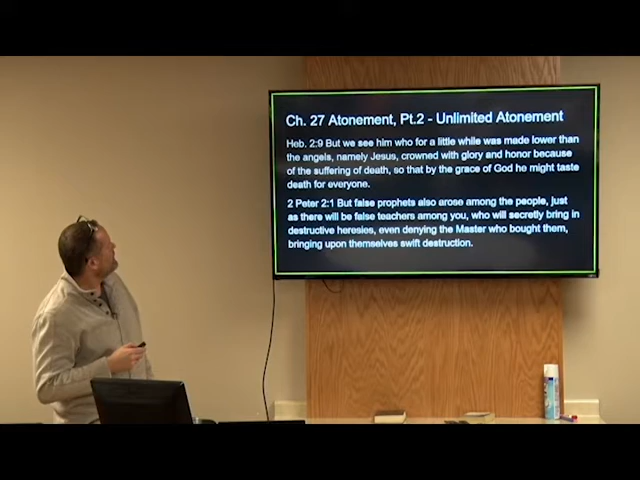 Ch. 27 Atonement, Pt.2 - Unlimited Atonement
Heb. 2:9 But we see him who for a little while was made lower than
the angels, namely Jesus, crowned with glory and honor because
of the suffering of death, so that by the grace of God he might taste
death for everyone.
2 Peter 2:1 But false prophets also arose among the people, just
as there will be false teachers among you, who will secretly bring in
destructive heresies, even denying the Master who bought them,
bringing upon themselves swift destruction.